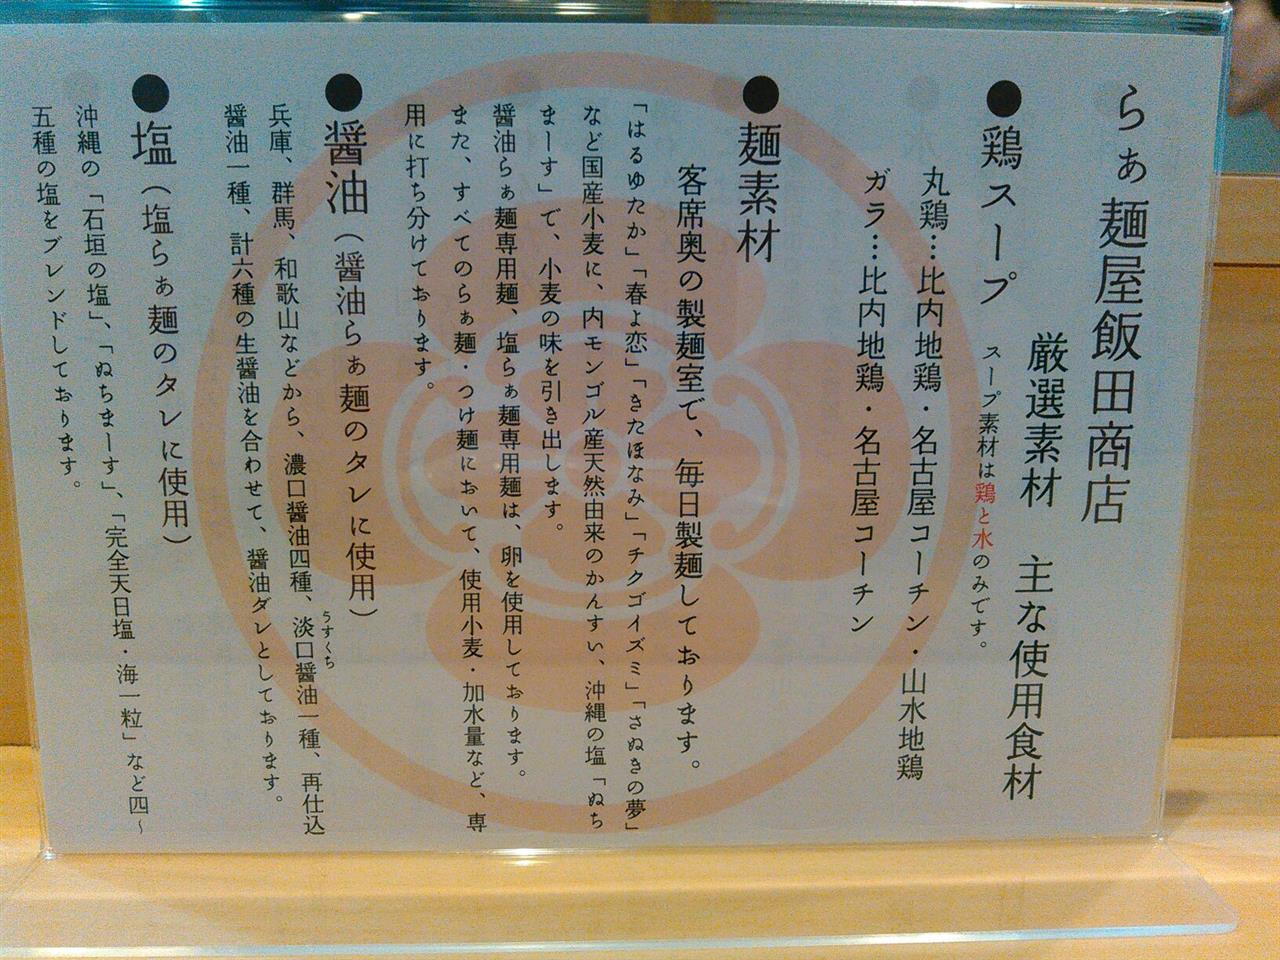 らぁ麺屋飯田商店
厳選素材　主な使用食材
●鶏スープ　スープ素材は鶏と水のみです。
丸鶏…比内地鶏・名古屋コーチン・山水地鶏
ガラ…比内地鶏・名古屋コーチン
●麺素材
客席奥の製麺室で、毎日製麺しております。
「はるゆたか」「春よ恋」「きたほなみ」「チクゴイズミ」「さぬきの夢」
など国産小麦に、内モンゴル産天然由来のかんすい、沖縄の塩「ぬち
まーす」で、小麦の味を引き出します。
醤油らぁ麺専用麺、塩らぁ麺専用麺は、卵を使用しております。
また、すべてのらぁ麺・つけ麺において、使用小麦・加水量など、専
用に打ち分けております。
●醤油（醤油らぁ麺のタレに使用）
うすくち
兵庫、群馬、和歌山などから、濃口醤油四種、淡口醤油一種、再仕込
醤油一種、計六種の生醤油を合わせて、醤油ダレとしております。
●塩（塩らぁ麺のタレに使用）
沖縄の「石垣の塩」、「ぬちまーす」、「完全天日塩・海一粒」など四～
五種の塩をブレンドしております。